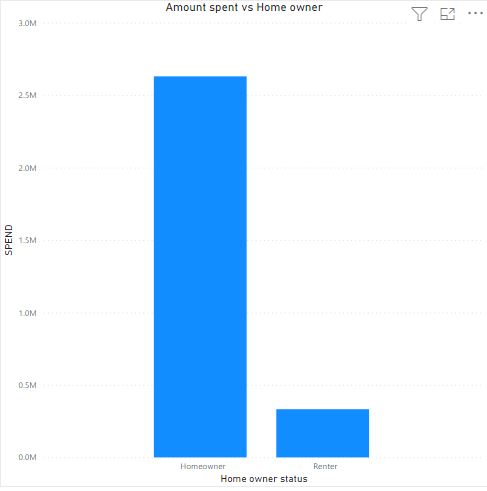 Amount spent vs Home owner
3.0M
2.5M
2.0M
1.5M
1.0M
0.5M
0.0M
SPEND
Homeowner Renter
Home owner status